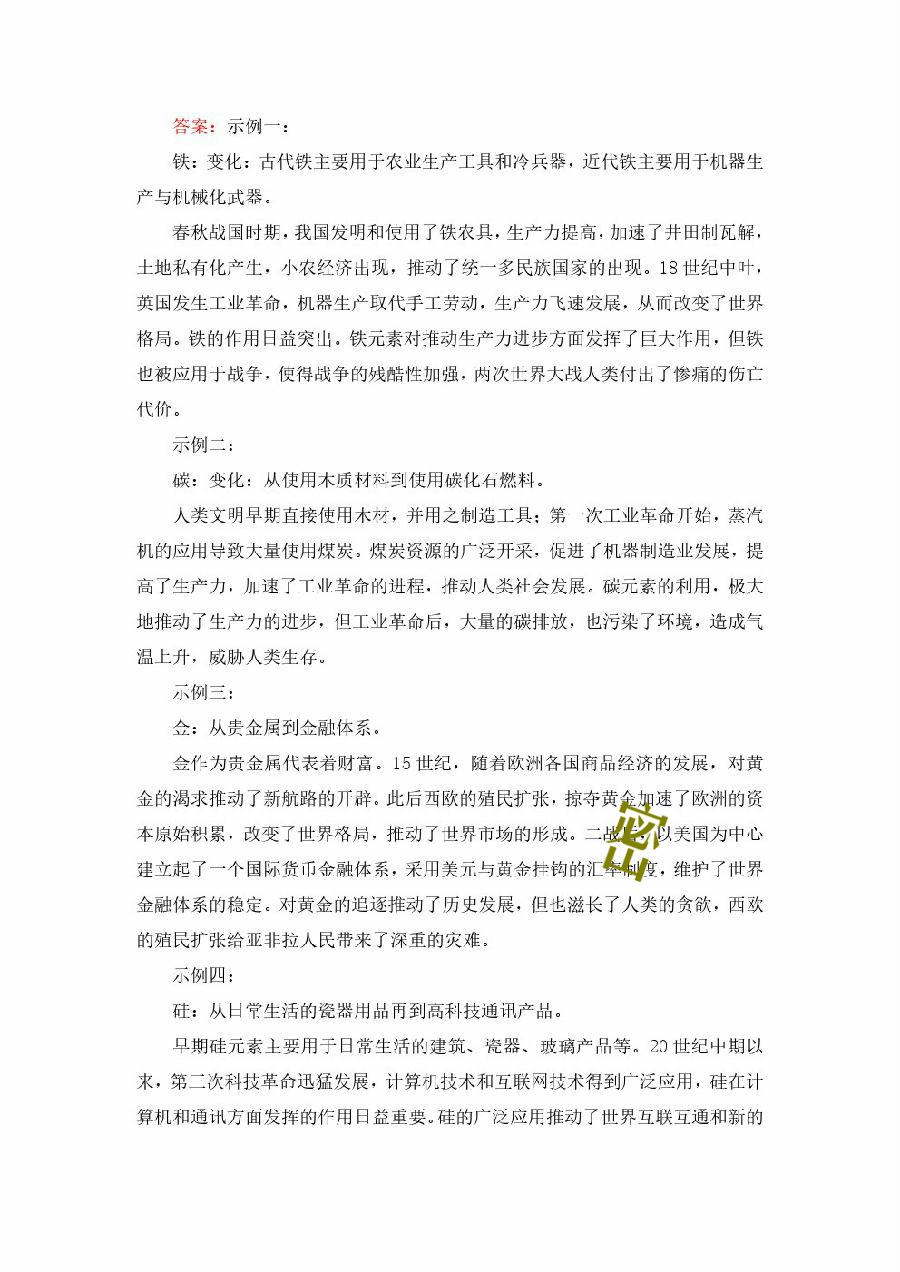 答案：示例一：
铁：变化：古代铁主要用于农业生产工具和冷兵器，近代铁主要用于机器生
产与机械化武器。
春秋战国时期，我国发明和使用了铁农具，生产力提高，加速了井田制瓦解，
土地私有化产生，小农经济出现，推动了统一多民族国家的出现。18世纪中叶，
英国发生工业革命，机器生产取代手工劳动，生产力飞速发展，从而改变了世界
格局。铁的作用日益突出。铁元素对推动生产力进步方面发挥了巨大作用，但铁
也被应用于战争，使得战争的残酷性加强，两次世界大战人类付出了惨痛的伤亡
代价。
示例二：
碳：变化：从使用木质材料到使用碳化石燃料。
人类文明早期直接使用木材，并用之制造工具；第一次工业革命开始，蒸汽
机的应用导致大量使用煤炭。煤炭资源的广泛开采，促进了机器制造业发展，提
高了生产力，加速了工业革命的进程，推动人类社会发展。碳元素的利用，极大
地推动了生产力的进步，但工业革命后，大量的碳排放，也污染了环境，造成气
温上升，威胁人类生存。
示例三：
金：从贵金属到金融体系。
金作为贵金属代表着财富。15世纪，随着欧洲各国商品经济的发展，对黄
金的渴求推动了新航路的开辟。此后西欧的殖民扩张，掠夺黄金加速了欧洲的资
本原始积累，改变了世界格局，推动了世界市场的形成。二战后，以美国为中心
建立起了一个国际货币金融体系，采用美元与黄金挂钩的汇率制度，维护了世界
金融体系的稳定。对黄金的追逐推动了历史发展，但也滋长了人类的贪欲，西欧
的殖民扩张给亚非拉人民带来了深重的灾难。
示例四：
硅：从日常生活的瓷器用品再到高科技通讯产品。
早期硅元素主要用于日常生活的建筑、瓷器、玻璃产品等。20世纪中期以
来，第三次科技革命迅猛发展，计算机技术和互联网技术得到广泛应用，硅在计
算机和通讯方面发挥的作用日益重要。硅的广泛应用推动了世界互联互通和新的
密